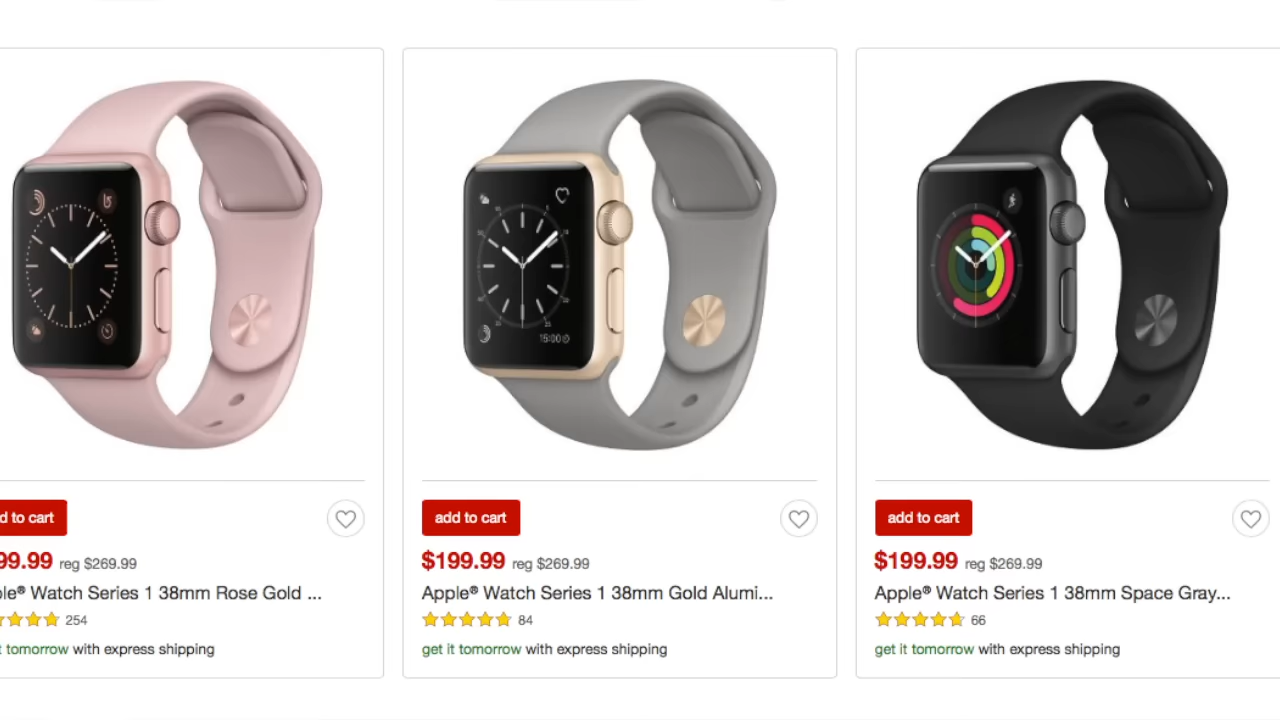 d to cart
99.99 reg $269.99
le® Watch Series 1 38mm Rose Gold ...
254
tomorrow with express shipping
15:00
add to cart
$199.99 reg $269.99
Apple® Watch Series 1 38mm Gold Alumi...
84
get it tomorrow with express shipping
add to cart
$199.99 reg $269.99
Apple® Watch Series 1 38mm Space Gray...
66
get it tomorrow with express shipping